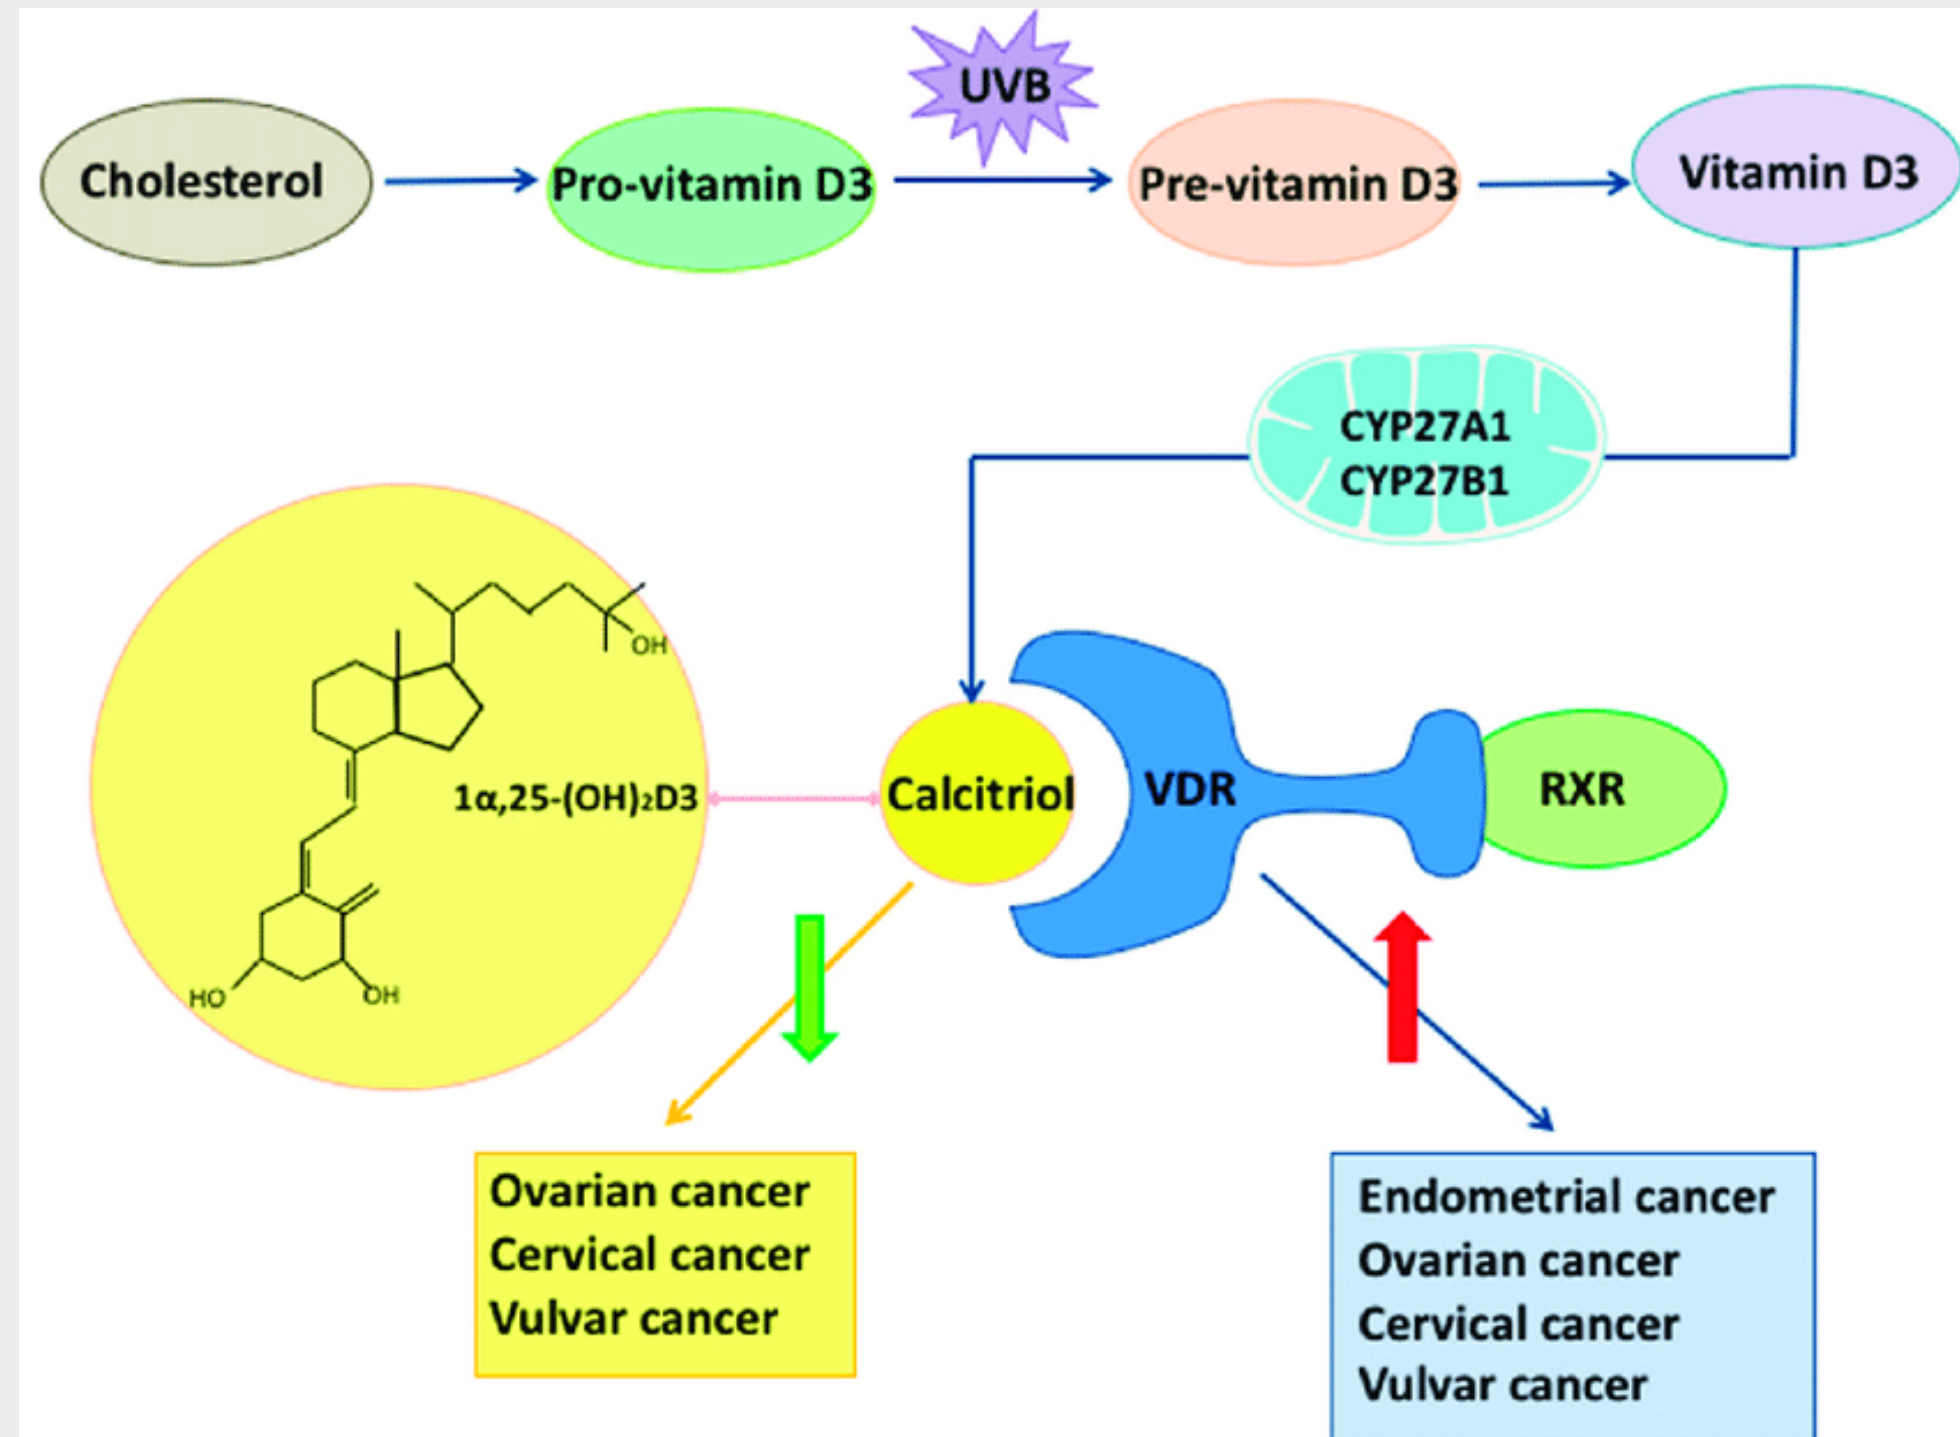 UVB
Cholesterol
Pro-vitamin D3
Pre-vitamin D3
Vitamin D3
CYP27A1
CYP27B1
OH
1α,25-(OH)₂D3
HO
OH
Calcitriol
VDR
RXR
Ovarian cancer
Cervical cancer
Vulvar cancer
Endometrial cancer
Ovarian cancer
Cervical cancer
Vulvar cancer